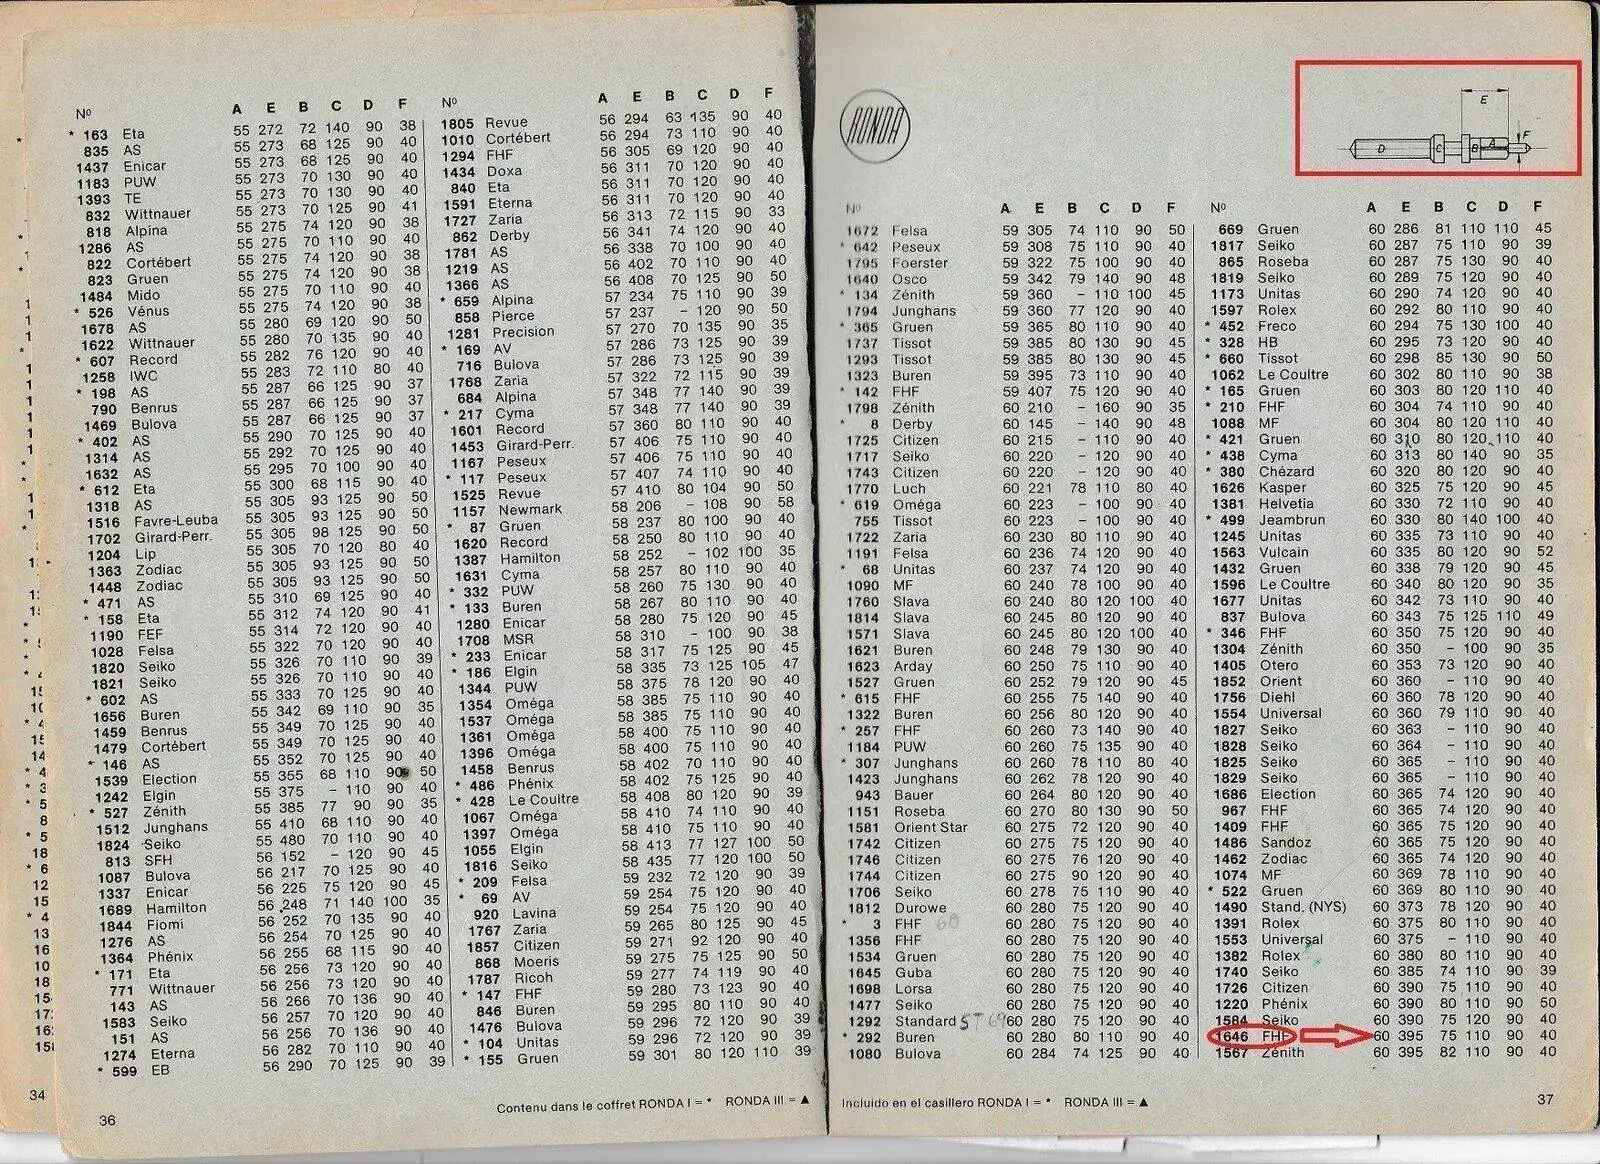 Nº A E B C D F
* 163 Eta 55 272 72 140 90 38
835 AS 55 273 68 125 90 40
1437 Enicar 55 273 68 125 90 40
1183 PUW 55 273 70 130 90 40
1393 TE 55 273 70 130 90 40
832 Wittnauer 55 273 70 125 90 41
818 Alpina 55 275 74 120 90 38
1286 AS 55 275 70 110 90 40
822 Cortébert 55 275 74 120 90 38
823 Gruen 55 275 74 120 90 38
1484 Mido 55 275 70 110 90 40
* 526 Vénus 55 275 74 120 90 38
1678 AS 55 280 69 120 90 50
1622 Wittnauer 55 280 70 135 90 40
* 607 Record 55 282 76 120 90 40
1258 IWC 55 283 72 110 80 40
* 198 AS 55 287 66 125 90 37
790 Benrus 55 287 66 125 90 37
1469 Bulova 55 287 66 125 90 37
* 402 AS 55 290 70 125 90 40
1314 AS 55 292 70 125 90 40
1632 AS 55 295 70 100 90 40
* 612 Eta 55 300 68 115 90 40
1318 AS 55 305 93 125 90 50
1516 Favre-Leuba 55 305 93 125 90 50
1702 Girard-Perr. 55 305 98 125 90 50
1204 Lip 55 305 70 120 80 40
1363 Zodiac 55 305 93 125 90 50
1448 Zodiac 55 305 93 125 90 50
* 471 AS 55 310 69 125 90 40
* 158 Eta 55 312 74 120 90 41
1190 FEF 55 314 72 120 90 40
1028 Felsa 55 322 70 120 90 40
1820 Seiko 55 326 70 110 90 39
1821 Seiko 55 326 70 110 90 40
* 602 AS 55 333 70 125 90 40
1656 Buren 55 342 69 110 90 35
1459 Benrus 55 349 70 125 90 40
1479 Cortébert 55 349 70 125 90 40
* 146 AS 55 352 70 125 90 40
1539 Election 55 355 68 110 90 50
1242 Elgin 55 375 – 110 90 40
* 527 Zénith 55 385 77 90 90 35
1512 Junghans 55 410 68 110 90 40
1824 Seiko 55 480 70 110 90 40
813 SFH 56 152 – 120 90 45
1087 Bulova 56 217 70 125 90 40
1337 Enicar 56 225 75 120 90 45
1689 Hamilton 56 248 71 140 100 35
1844 Fiomi 56 252 70 135 90 40
1276 AS 56 254 70 125 90 40
1364 Phénix 56 255 68 115 90 40
* 171 Eta 56 256 73 120 90 40
771 Wittnauer 56 256 73 120 90 40
143 AS 56 266 70 136 90 40
1583 Seiko 56 257 70 120 90 40
151 AS 56 256 70 136 90 40
1274 Eterna 56 282 70 110 90 40
* 599 EB 56 290 70 125 90 39
Nº A E B C D F
1805 Revue 56 294 63 135 90 40
1010 Cortébert 56 294 73 110 90 40
1294 FHF 56 305 69 120 90 40
1434 Doxa 56 311 70 120 90 40
840 Eta 56 311 70 120 90 40
1591 Eterna 56 311 70 120 90 40
1727 Zaria 56 313 72 115 90 33
862 Derby 56 341 74 120 90 40
1781 AS 56 338 70 100 90 40
1219 AS 56 402 70 110 90 40
1366 AS 56 408 70 125 90 50
* 659 Alpina 57 234 75 110 90 39
858 Pierce 57 237 – 120 90 50
1281 Precision 57 270 70 135 90 35
* 169 AV 57 286 73 125 90 39
716 Bulova 57 286 73 125 90 39
1768 Zaria 57 322 72 115 90 39
684 Alpina 57 348 77 140 90 39
* 217 Cyma 57 348 77 140 90 39
1601 Record 57 360 80 110 90 40
1453 Girard-Perr. 57 406 75 110 90 40
1167 Peseux 57 406 75 110 90 40
* 117 Peseux 57 407 74 110 90 40
1525 Revue 57 410 80 104 90 50
1157 Newmark 58 206 – 108 90 58
* 87 Gruen 58 237 80 100 90 40
1620 Record 58 250 80 110 90 40
1387 Hamilton 58 252 – 102 100 35
1631 Cyma 58 257 80 110 90 40
* 332 PUW 58 260 75 130 90 40
* 133 Buren 58 267 80 110 90 40
1280 Enicar 58 280 75 120 90 45
1708 MSR 58 310 – 100 90 38
* 233 Enicar 58 317 75 125 90 45
* 186 Elgin 58 335 73 125 105 47
1344 PUW 58 375 78 120 90 40
1354 Oméga 58 385 75 110 90 40
1537 Oméga 58 385 75 110 90 40
1361 Oméga 58 400 75 110 90 40
1396 Oméga 58 400 75 110 90 40
1458 Benrus 58 402 70 110 90 40
* 486 Phénix 58 402 75 125 90 40
* 428 Le Coultre 58 408 80 120 90 39
1067 Oméga 58 410 74 110 90 40
1397 Oméga 58 410 75 110 90 40
1055 Elgin 58 413 77 127 100 50
1816 Seiko 58 435 77 120 100 50
* 209 Felsa 59 232 72 120 90 39
* 69 AV 59 254 75 120 90 40
920 Lavina 59 254 75 120 90 40
1767 Zaria 59 265 80 125 90 45
1857 Citizen 59 271 92 120 90 40
868 Moeris 59 275 75 125 90 50
1787 Ricoh 59 277 74 119 90 40
* 147 FHF 59 280 73 123 90 40
846 Buren 59 295 80 110 90 40
1476 Bulova 59 296 72 120 90 39
* 104 Unitas 59 296 72 120 90 40
* 155 Gruen 59 301 80 120 110 39
34
36
Contenu dans le coffret RONDA I = * RONDA III = ▲
RONDA
D C B A E F
Nº A E B C D F
1672 Felsa 59 305 74 110 90 50
* 642 Peseux 59 308 75 110 90 40
1795 Foerster 59 322 75 100 90 40
1640 Osco 59 342 79 140 90 48
* 134 Zénith 59 360 – 110 100 45
1794 Junghans 59 360 77 120 90 40
* 365 Gruen 59 365 80 110 90 40
1737 Tissot 59 385 80 130 90 45
1293 Tissot 59 385 80 130 90 45
1323 Buren 59 395 73 110 90 40
* 142 FHF 59 407 75 120 90 40
1798 Zénith 60 210 – 160 90 35
* 8 Derby 60 145 – 140 90 48
1725 Citizen 60 215 – 110 90 40
1717 Seiko 60 220 – 120 90 40
1743 Citizen 60 220 – 120 90 40
1770 Luch 60 221 78 110 80 40
* 619 Oméga 60 223 – 100 90 40
755 Tissot 60 223 – 100 90 40
1722 Zaria 60 230 80 110 90 40
1191 Felsa 60 236 74 120 90 40
* 68 Unitas 60 237 74 120 90 40
1090 MF 60 240 78 100 90 40
1760 Slava 60 240 80 120 100 40
1814 Slava 60 245 80 120 90 40
1571 Slava 60 245 80 120 100 40
1621 Buren 60 248 79 130 90 40
1623 Arday 60 250 75 110 90 40
1527 Gruen 60 252 79 120 90 45
* 615 FHF 60 255 75 140 90 40
1322 Buren 60 256 80 120 90 40
* 257 FHF 60 260 73 140 90 40
1184 PUW 60 260 75 135 90 40
* 307 Junghans 60 260 78 110 80 40
1423 Junghans 60 262 78 120 90 40
943 Bauer 60 264 80 120 90 40
1151 Roseba 60 270 80 130 90 50
1581 Orient Star 60 275 72 120 90 40
1742 Citizen 60 275 75 120 90 40
1746 Citizen 60 275 76 120 90 40
1744 Citizen 60 275 90 120 90 40
1706 Seiko 60 278 75 110 90 40
1812 Durowe 60 280 75 120 90 40
* 3 FHF 60 60 280 75 120 90 40
1356 FHF 60 280 75 120 90 40
1534 Gruen 60 280 75 120 90 40
1645 Guba 60 280 75 120 90 40
1698 Lorsa 60 280 75 120 90 40
1477 Seiko 60 280 75 120 90 40
1292 Standard ST 69 60 280 75 120 90 40
* 292 Buren 60 280 80 110 90 40
1080 Bulova 60 284 74 125 120 40
Nº A E B C D F
669 Gruen 60 286 81 110 110 45
1817 Seiko 60 287 75 110 90 39
865 Roseba 60 287 75 130 90 40
1819 Seiko 60 289 75 120 90 40
1173 Unitas 60 290 74 120 90 40
1597 Rolex 60 292 80 110 90 40
* 452 Freco 60 294 75 130 100 40
* 328 HB 60 295 73 120 90 40
* 660 Tissot 60 298 85 130 90 50
1062 Le Coultre 60 302 80 110 90 38
* 165 Gruen 60 303 80 120 110 40
* 210 FHF 60 304 74 110 90 40
1088 MF 60 304 80 120 110 40
* 421 Gruen 60 310 80 120 110 40
* 438 Cyma 60 313 80 140 90 35
* 380 Chézard 60 320 80 120 90 40
1626 Kasper 60 325 75 120 90 45
1381 Helvetia 60 330 72 110 90 40
* 499 Jeambrun 60 330 80 140 100 40
1245 Unitas 60 335 73 110 90 40
1563 Vulcain 60 335 80 120 90 52
1432 Gruen 60 338 79 120 90 45
1596 Le Coultre 60 340 80 120 90 35
1677 Unitas 60 342 73 110 90 40
837 Bulova 60 343 75 125 110 49
* 346 FHF 60 350 75 120 90 40
1304 Zénith 60 350 – 100 90 35
1405 Otero 60 353 73 120 90 40
1852 Orient 60 360 – 110 90 40
1756 Diehl 60 360 78 120 90 40
1554 Universal 60 360 79 110 90 40
1827 Seiko 60 363 – 110 90 40
1828 Seiko 60 364 – 110 90 40
1825 Seiko 60 365 – 110 90 40
1829 Seiko 60 365 – 110 90 40
1686 Election 60 365 74 120 90 40
967 FHF 60 365 74 120 90 40
1409 FHF 60 365 75 120 90 40
1486 Sandoz 60 365 75 120 90 40
1462 Zodiac 60 365 74 120 90 40
1074 MF 60 369 78 110 90 40
* 522 Gruen 60 369 80 110 90 40
1490 Stand. (NYS) 60 373 78 120 90 40
1391 Rolex 60 375 80 110 90 40
1553 Universal 60 375 – 110 90 40
1382 Rolex 60 380 80 110 90 40
1740 Seiko 60 385 74 110 90 39
1726 Citizen 60 390 75 110 90 40
1220 Phénix 60 390 80 110 90 50
1584 Seiko 60 390 75 120 90 40
1646 FHF 60 395 75 110 90 40
1567 Zénith 60 395 82 110 90 40
Incluido en el casillero RONDA I = * RONDA III = ▲
37